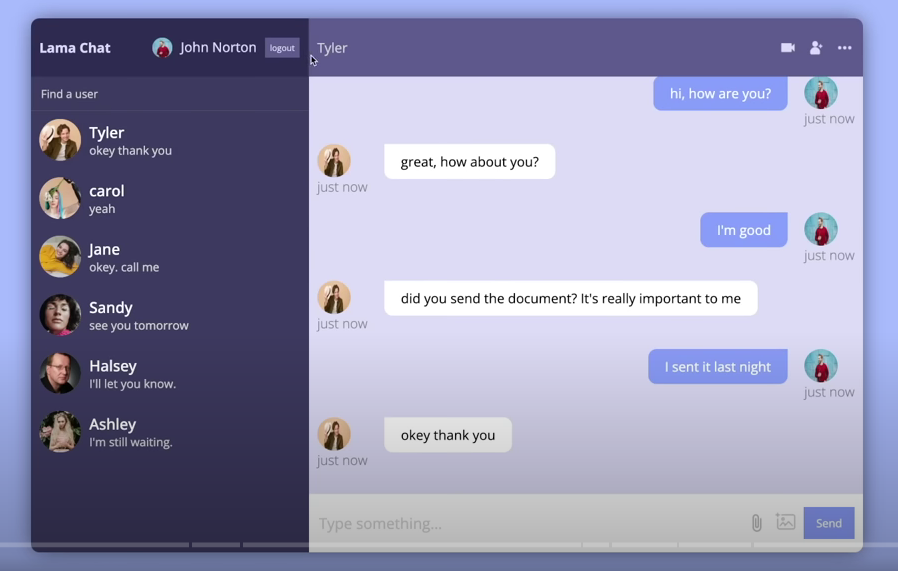 Lama Chat
John Norton
logout
Tyler
Find a user
Tyler
okey thank you
carol
yeah
Jane
okey. call me
Sandy
see you tomorrow
Halsey
I'll let you know.
Ashley
I'm still waiting.
hi, how are you?
just now
great, how about you?
just now
I'm good
just now
did you send the document? It's really important to me
just now
I sent it last night
just now
okey thank you
just now
Type something...
Send